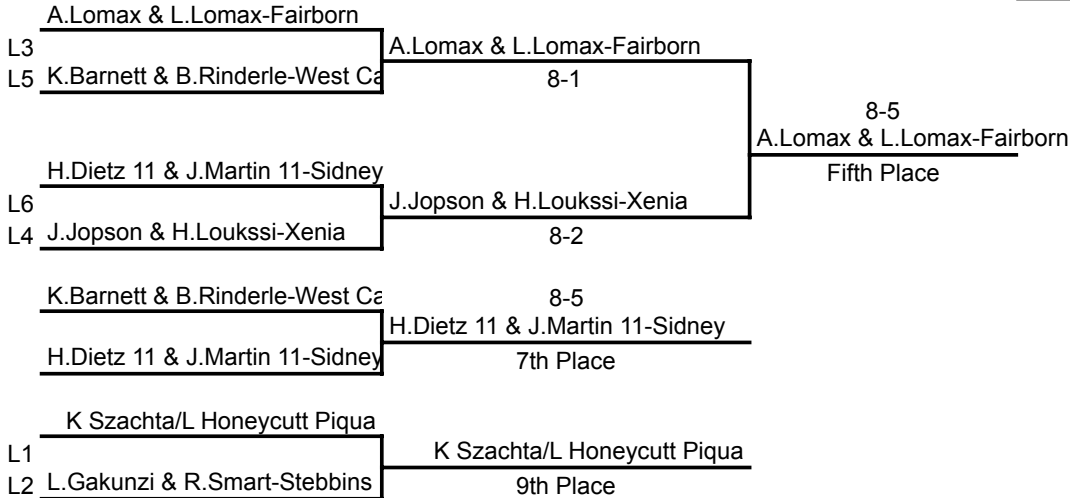 A.Lomax & L.Lomax-Fairborn
L3
A.Lomax & L.Lomax-Fairborn
L5 K.Barnett & B.Rinderle-West Ca
8-1
8-5
A.Lomax & L.Lomax-Fairborn
H.Dietz 11 & J.Martin 11-Sidney
Fifth Place
L6
J.Jopson & H.Loukssi-Xenia
L4 J.Jopson & H.Loukssi-Xenia
8-2
K.Barnett & B.Rinderle-West Ca
8-5
H.Dietz 11 & J.Martin 11-Sidney
H.Dietz 11 & J.Martin 11-Sidney
7th Place
K Szachta/L Honeycutt Piqua
L1
K Szachta/L Honeycutt Piqua
L2 L.Gakunzi & R.Smart-Stebbins
9th Place